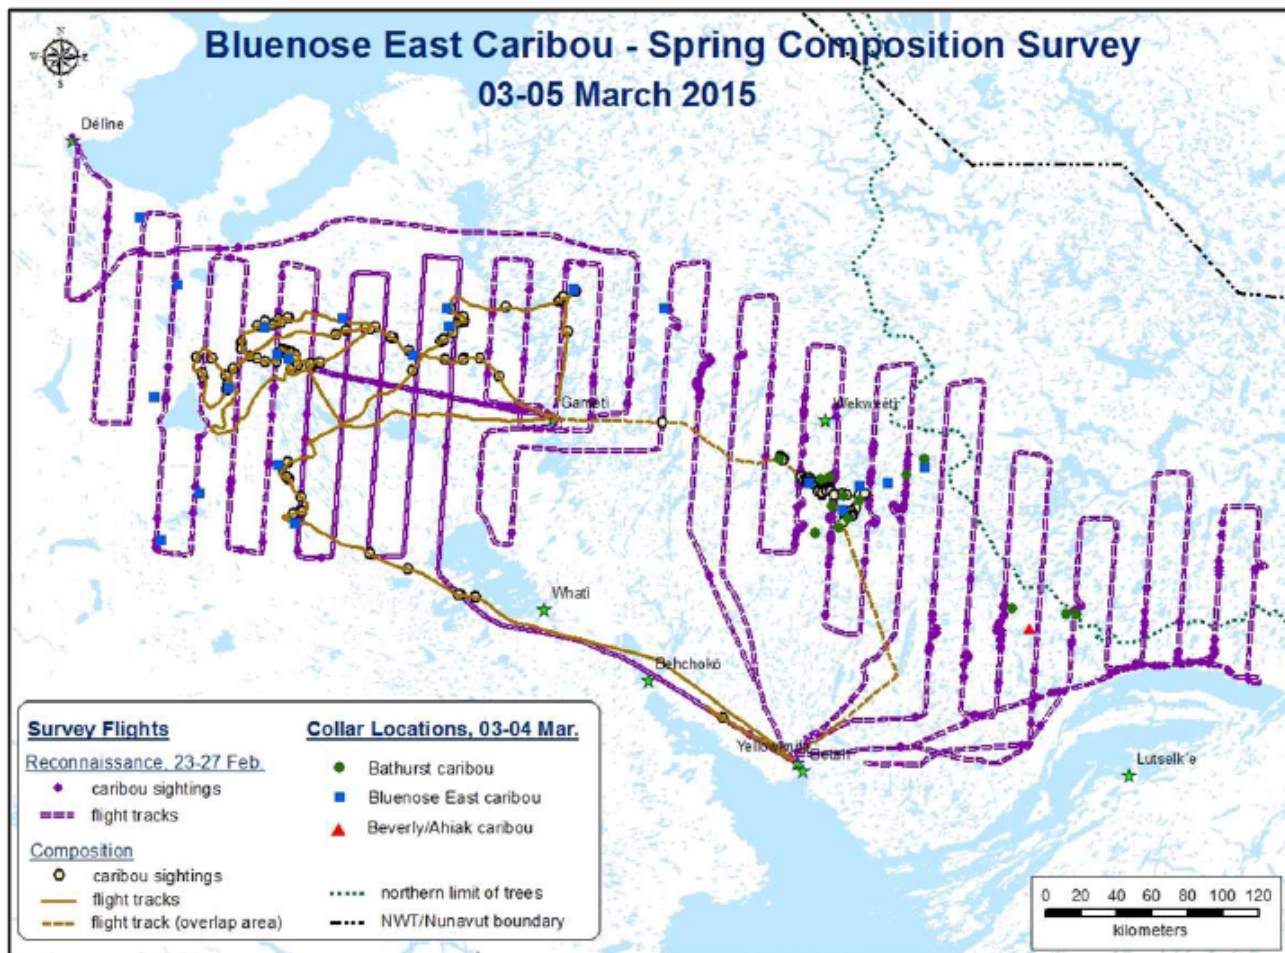 Bluenose East Caribou - Spring Composition Survey
03-05 March 2015
N
W E
S
Déline
Gamètì
Wekweètì
Whatì
Behchokò
Yellowknife
Detah
Lutselk'e
Survey Flights
Reconnaissance, 23-27 Feb.
caribou sightings
flight tracks
Composition
caribou sightings
flight tracks
flight track (overlap area)
Collar Locations, 03-04 Mar.
Bathurst caribou
Bluenose East caribou
Beverly/Ahiak caribou
northern limit of trees
NWT/Nunavut boundary
0 20 40 60 80 100 120
kilometers